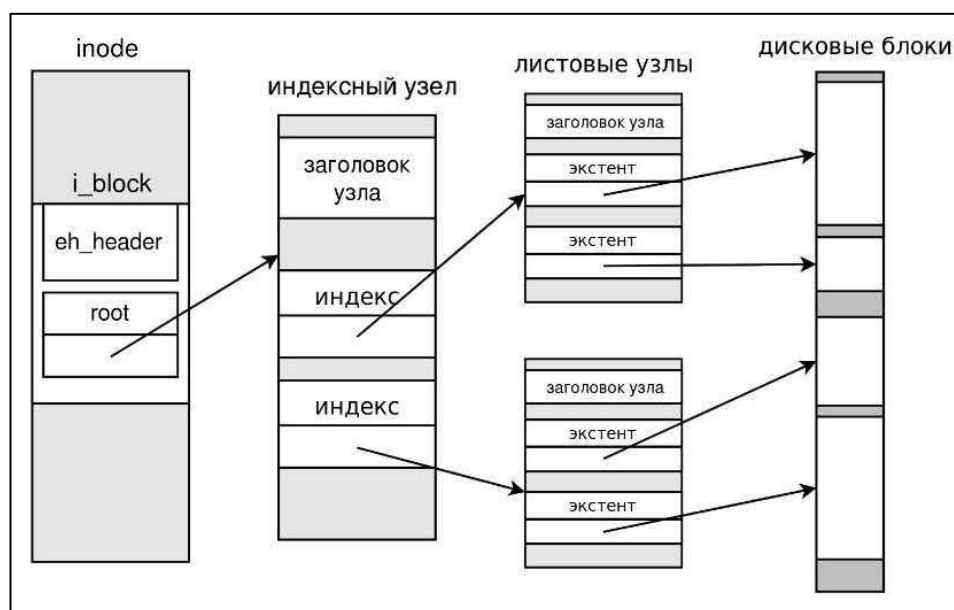 inode
i_block
eh_header
root
индексный узел
заголовок
узла
индекс
индекс
листовые узлы
заголовок узла
экстент
экстент
заголовок узла
экстент
экстент
дисковые блоки